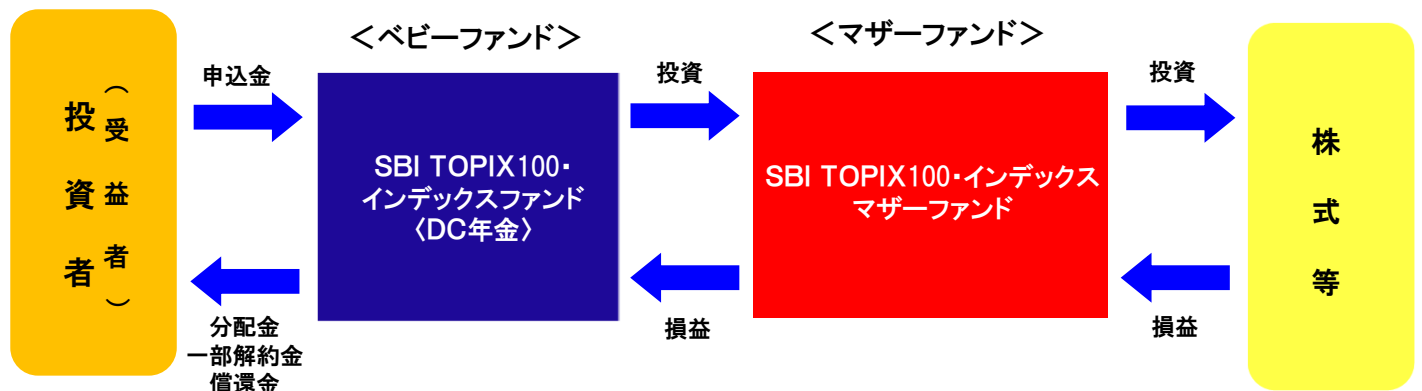 <ベビーファンド>
<マザーファンド>
投資者
(受益者)
申込金
SBI TOPIX100・
インデックスファンド
〈DC年金〉
投資
SBI TOPIX100・インデックス
マザーファンド
投資
株式等
分配金
一部解約金
償還金
損益
損益